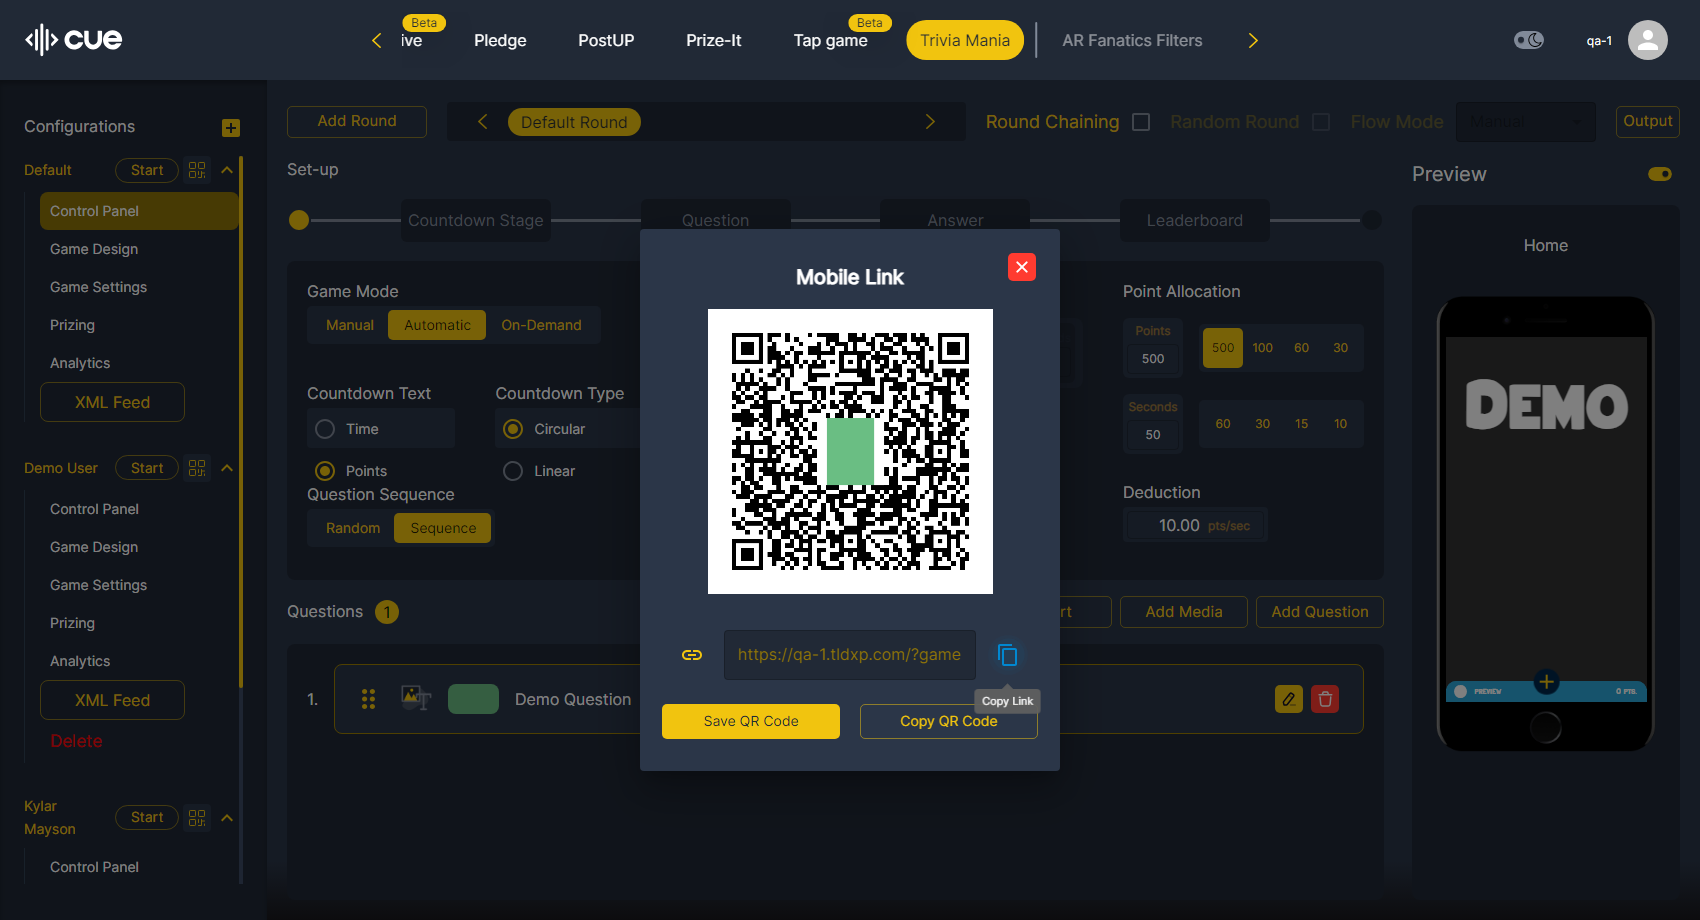 cue
Beta
ive
Pledge
PostUP
Prize-It
Beta
Tap game
Trivia Mania
AR Fanatics Filters
qa-1
Configurations
Default
Start
Control Panel
Game Design
Game Settings
Prizing
Analytics
XML Feed
Demo User
Start
Control Panel
Game Design
Game Settings
Prizing
Analytics
XML Feed
Delete
Kylar
Mayson
Start
Control Panel
Add Round
Default Round
Round Chaining
Random Round
Flow Mode
Manual
Output
Set-up
Countdown Stage
Question
Answer
Leaderboard
Game Mode
Manual
Automatic
On-Demand
Countdown Text
Time
Points
Countdown Type
Circular
Linear
Question Sequence
Random
Sequence
Point Allocation
Points
500
500
100
60
30
Seconds
50
60
30
15
10
Deduction
10.00 pts/sec
Questions 1
rt
Add Media
Add Question
1.
Demo Question
Mobile Link
https://qa-1.tldxp.com/?game
Copy Link
Save QR Code
Copy QR Code
Preview
Home
DEMO
PREVIEW
0 PTS.